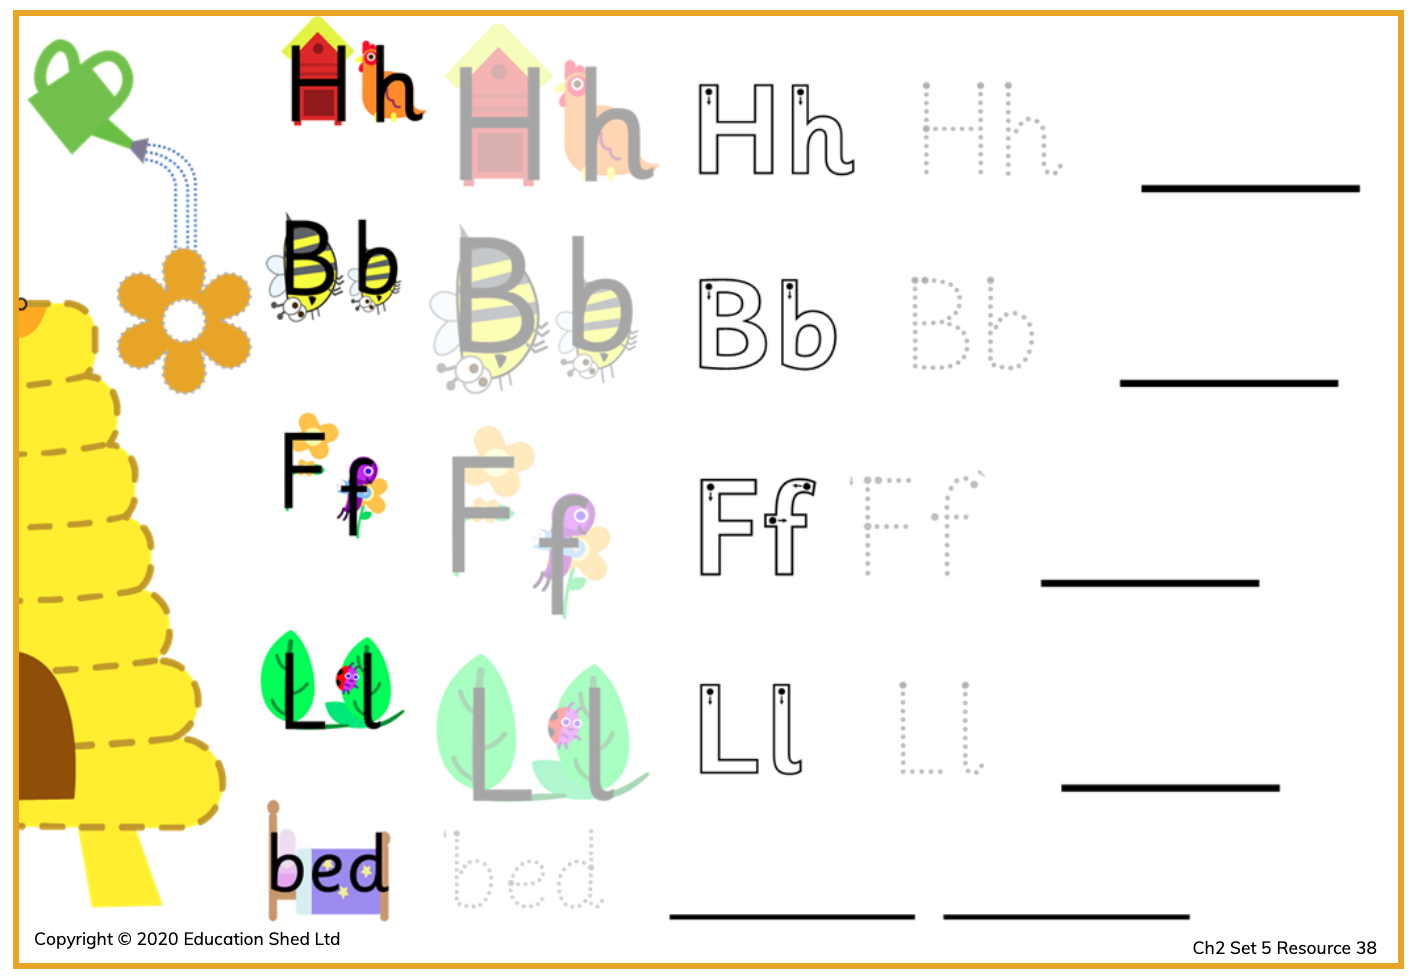 Hh Hh Hh Hh
Bb Bb Bb Bb
Ff Ff Ff Ff
Ll Ll Ll Ll
bed bed
Copyright © 2020 Education Shed Ltd
Ch2 Set 5 Resource 38